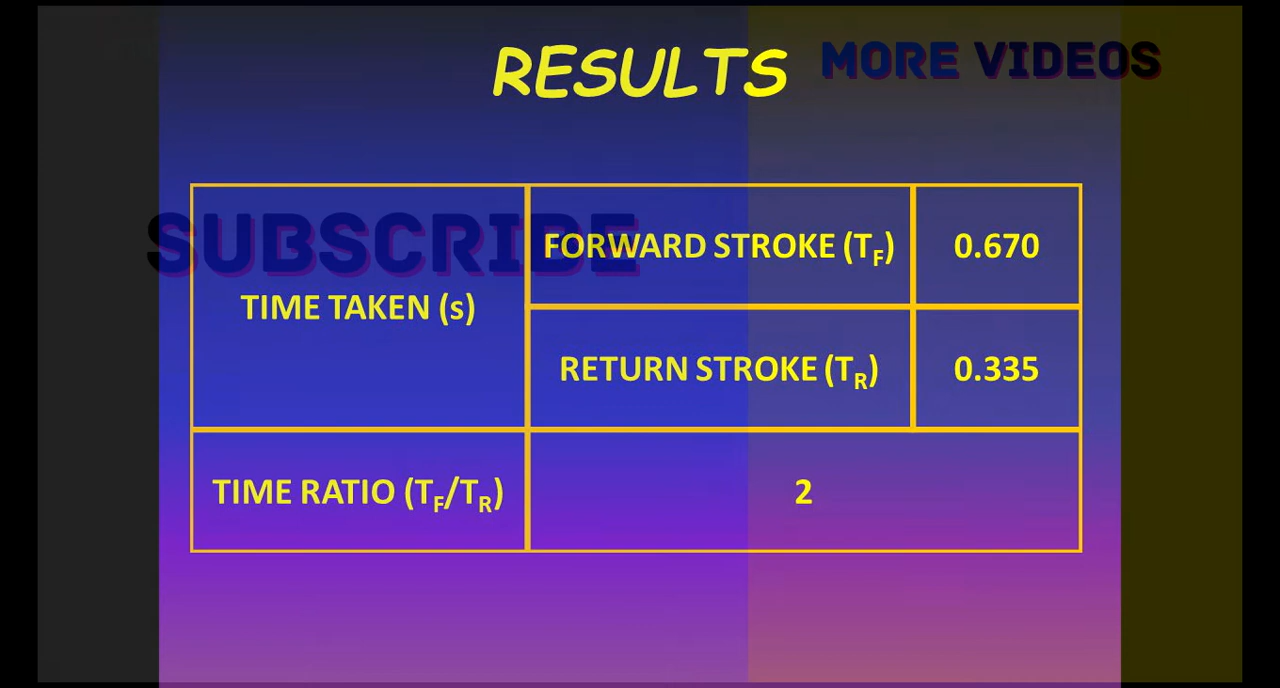 RESULTS
MORE VIDEOS
SUBSCRIBE
FORWARD STROKE (TF)
0.670
TIME TAKEN (s)
RETURN STROKE (TR)
0.335
TIME RATIO (TF/TR)
2